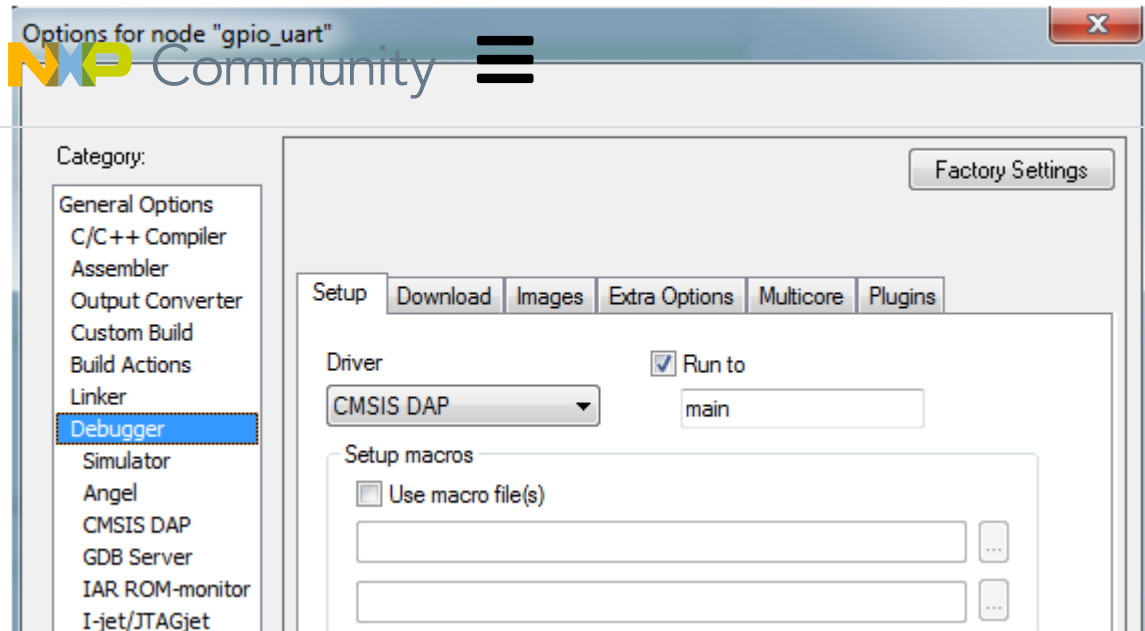 Options for node "gpio_uart"
NXP Community
Category:
Factory Settings
General Options
C/C++ Compiler
Assembler
Output Converter
Custom Build
Build Actions
Linker
Debugger
Simulator
Angel
CMSIS DAP
GDB Server
IAR ROM-monitor
I-jet/JTAGjet
Setup Download Images Extra Options Multicore Plugins
Driver
Run to
CMSIS DAP
main
Setup macros
Use macro file(s)
...
...